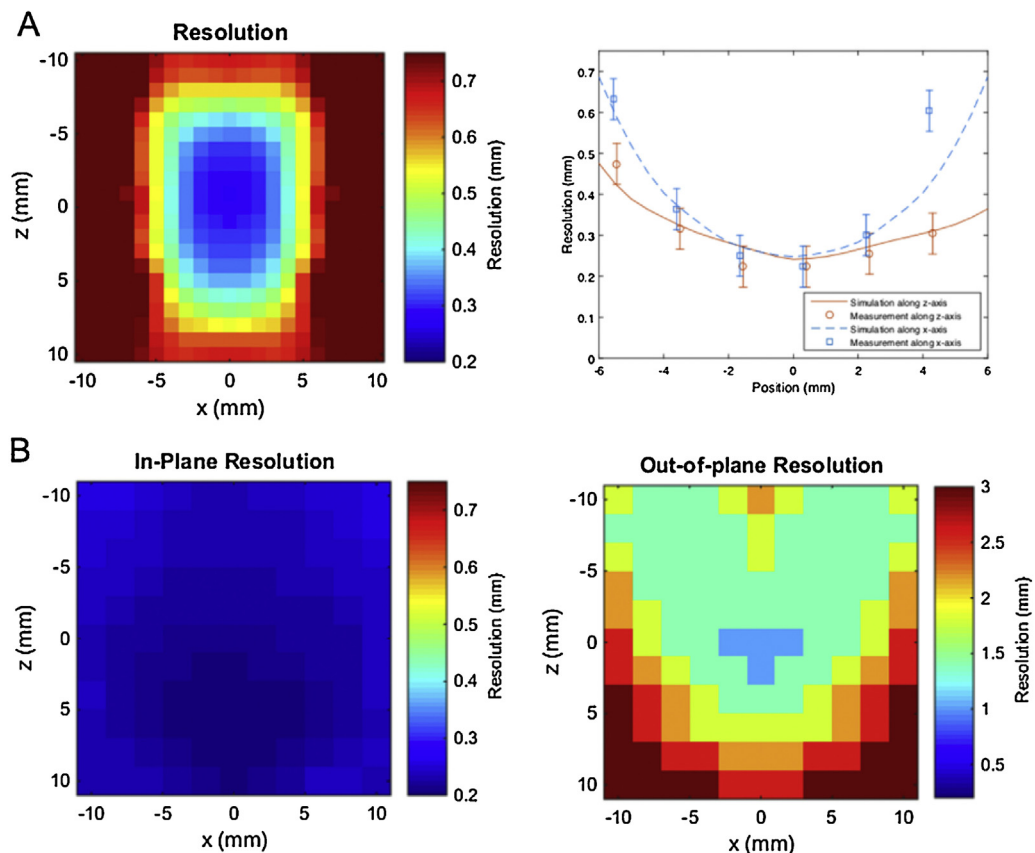 A
Resolution
-10
-5
0
5
10
z (mm)
-10 -5 0 5 10
x (mm)
0.7
0.6
0.5
0.4
0.3
0.2
Resolution (mm)
0.7
0.6
0.5
0.4
0.3
0.2
0.1
0
Resolution (mm)
-6 -4 -2 0 2 4 6
Position (mm)
Simulation along z-axis
Measurement along z-axis
Simulation along x-axis
Measurement along x-axis
B
In-Plane Resolution
-10
-5
0
5
10
z (mm)
-10 -5 0 5 10
x (mm)
0.7
0.6
0.5
0.4
0.3
0.2
Resolution (mm)
Out-of-plane Resolution
-10
-5
0
5
10
z (mm)
-10 -5 0 5 10
x (mm)
3
2.5
2
1.5
1
0.5
Resolution (mm)